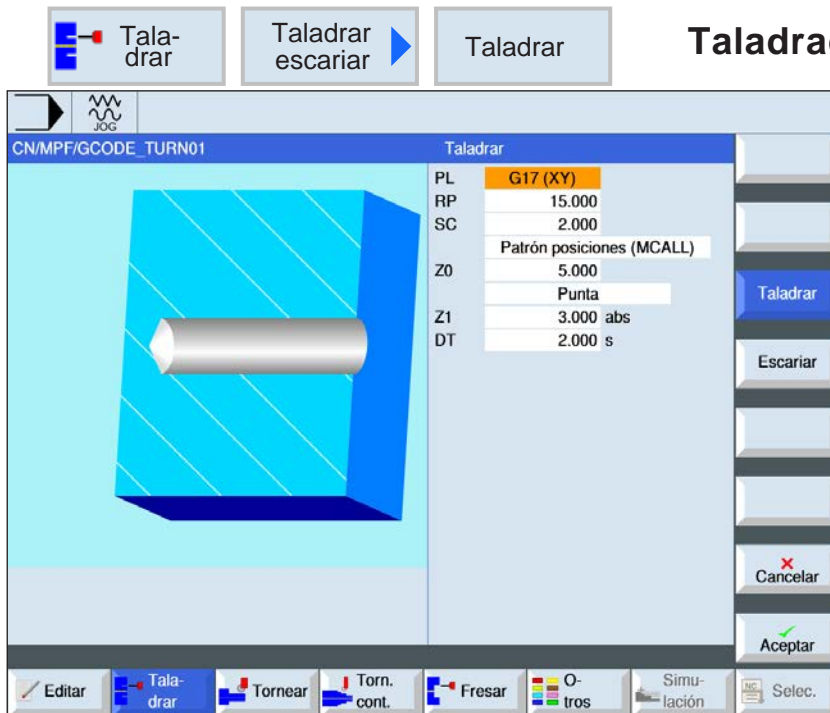 Tala-
drar
Taladrar
escariar
Taladrar
JOG
CN/MPF/GCODE_TURN01
Taladrar
PL G17 (XY)
RP 15.000
SC 2.000
Patrón posiciones (MCALL)
Z0 5.000
Punta
Z1 3.000 abs
DT 2.000 s
Taladrar
Escariar
Cancelar
Aceptar
Editar
Tala-
drar
Tornear
Torn.
cont.
Fresar
O-
tros
Simu-
lación
NC
Selec.